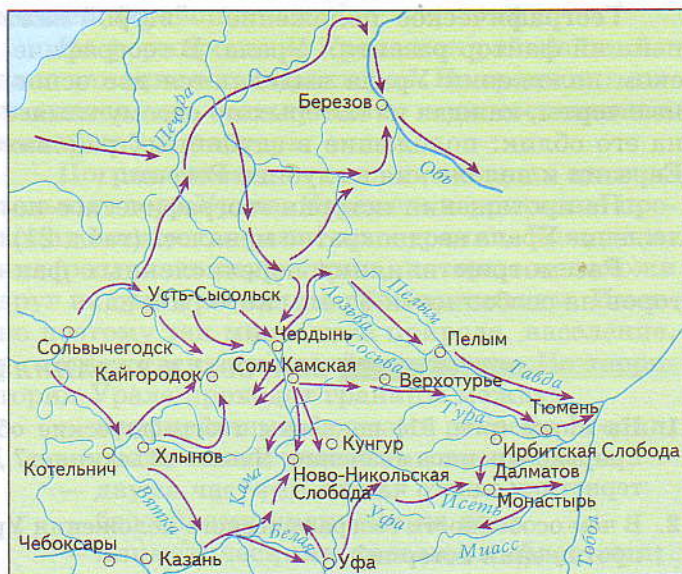 Печора
Березов
Обь
Усть-Сысольск
Сольвычегодск
Чердынь
Лозьва
Пелым
Сосьва
Пелым
Кайгородок
Соль Камская
Верхотурье
Тавда
Тура
Тюмень
Котельнич
Хлынов
Кунгур
Ирбитская Слобода
Кама
Ново-Никольская
Слобода
Далматов
Монастырь
Вятка
Уфа
Исеть
Чебоксары
Казань
Белая
Уфа
Миасс
Тобол